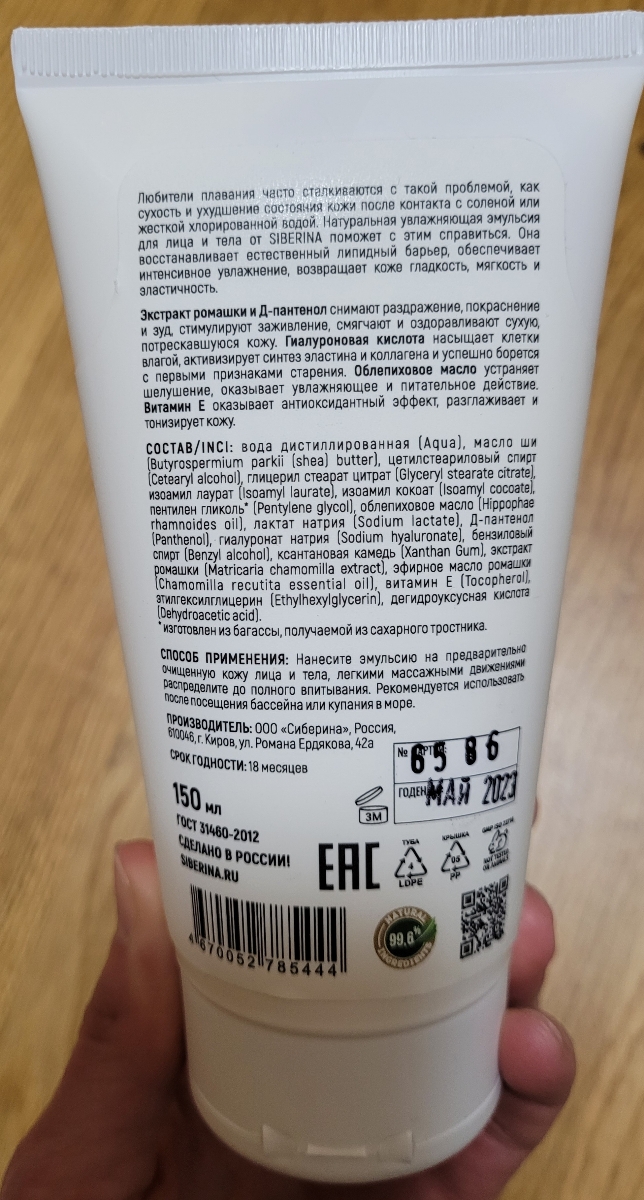 Любители плавания часто сталкиваются с такой проблемой, как
сухость и ухудшение состояния кожи после контакта с соленой или
жесткой хлорированной водой. Натуральная увлажняющая эмульсия
для лица и тела от SIBERINA поможет с этим справиться. Она
восстанавливает естественный липидный барьер, обеспечивает
интенсивное увлажнение, возвращает коже гладкость, мягкость и
эластичность.
Экстракт ромашки и Д-пантенол снимают раздражение, покраснение
и зуд, стимулируют заживление, смягчают и оздоравливают сухую,
потрескавшуюся кожу. Гиалуроновая кислота насыщает клетки
влагой, активизирует синтез эластина и коллагена и успешно борется
с первыми признаками старения. Облепиховое масло устраняет
шелушение, оказывает увлажняющее и питательное действие.
Витамин Е оказывает антиоксидантный эффект, разглаживает и
тонизирует кожу.
СОСТАВ/INCI: вода дистиллированная (Aqua), масло ши
(Butyrospermum parkii (shea) butter), цетилстеариловый спирт
(Cetearyl alcohol), глицерил стеарат цитрат (Glyceryl stearate citrate),
изоамил лаурат (Isoamyl laurate), изоамил кокоат (Isoamyl cocoate),
пентилен гликоль* (Pentylene glycol), облепиховое масло (Hippophae
rhamnoides oil), лактат натрия (Sodium lactate), Д-пантенол
(Panthenol), гиалуронат натрия (Sodium hyaluronate), бензиловый
спирт (Benzyl alcohol), ксантановая камедь (Xanthan Gum), экстракт
ромашки (Matricaria chamomilla extract), эфирное масло ромашки
(Chamomilla recutita essential oil), витамин Е (Tocopherol),
этилгексилглицерин (Ethylhexylglycerin), дегидроуксусная кислота
(Dehydroacetic acid).
*изготовлен из багассы, получаемой из сахарного тростника.
СПОСОБ ПРИМЕНЕНИЯ: Нанесите эмульсию на предварительно
очищенную кожу лица и тела, легкими массажными движениями
распределите до полного впитывания. Рекомендуется использовать
после посещения бассейна или купания в море.
ПРОИЗВОДИТЕЛЬ: ООО «Сиберина», Россия,
610046, г. Киров, ул. Романа Ердякова, 42а
СРОК ГОДНОСТИ: 18 месяцев
№ 6586
ГОДЕН МАЙ 2023
3М
150 мл
ГОСТ 31460-2012
СДЕЛАНО В РОССИИ!
SIBERINA.RU
EAC
ТУБА
4
LDPE
КРЫШКА
05
PP
NATURAL
99,6%
INGREDIENTS
4 670052 785444